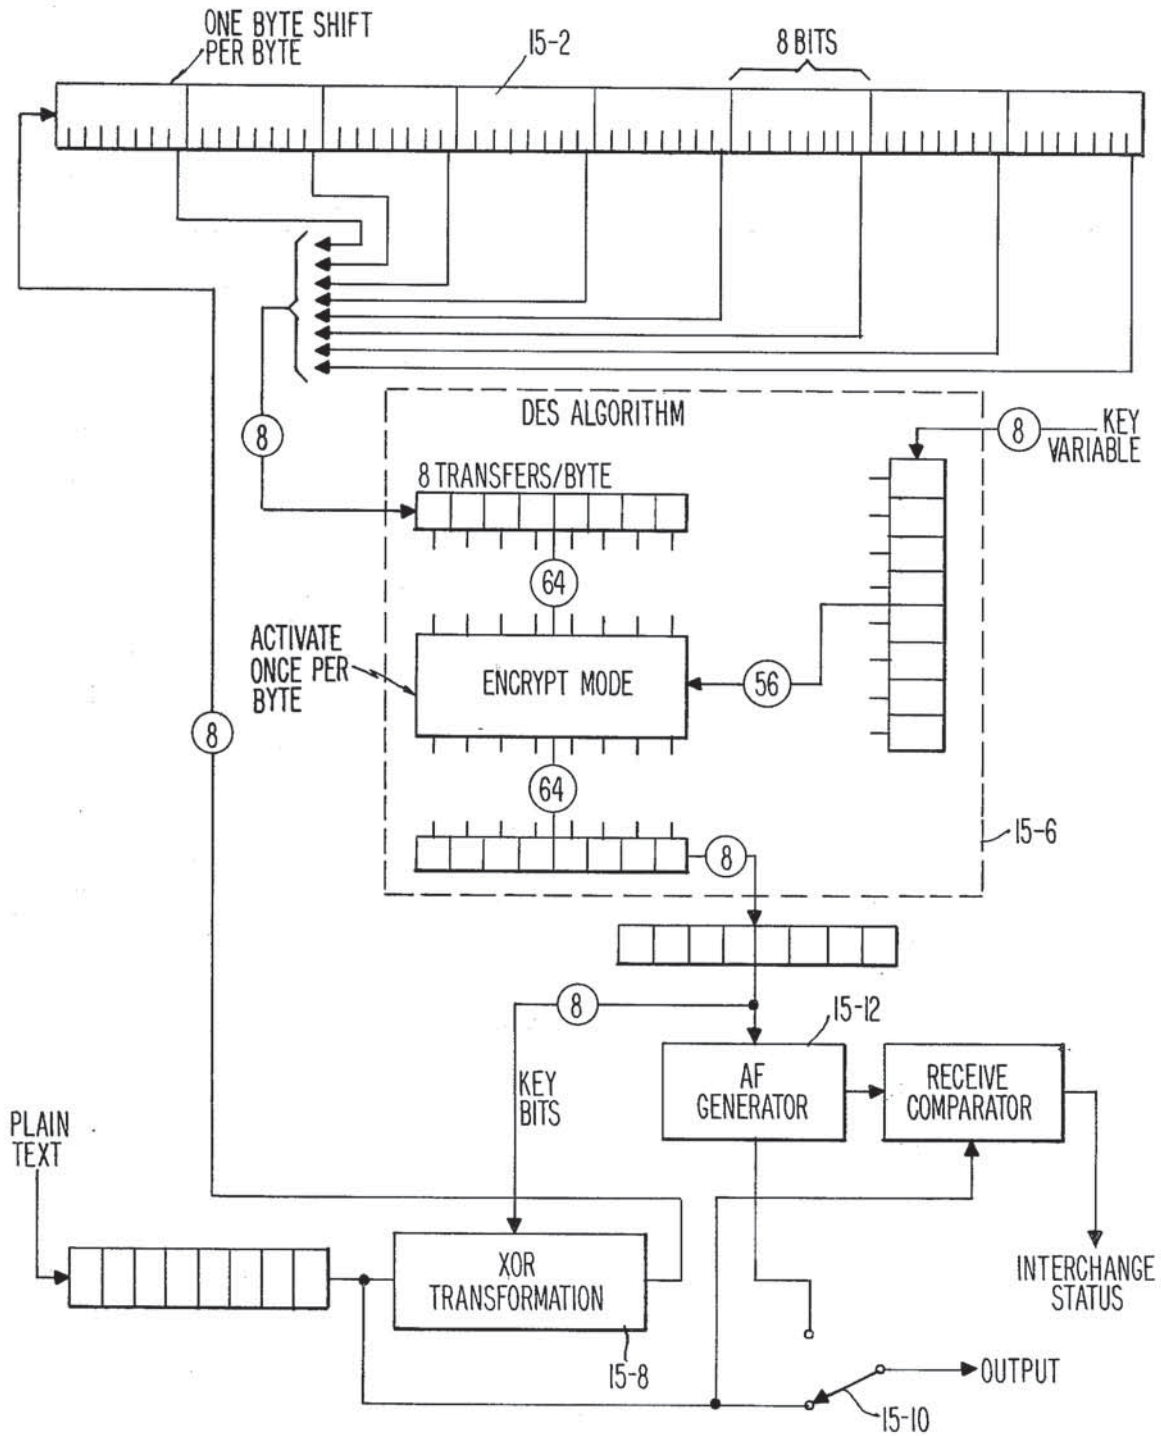 ONE BYTE SHIFT
PER BYTE
15-2
8 BITS
DES ALGORITHM
8
KEY
VARIABLE
8
8 TRANSFERS/BYTE
64
ACTIVATE
ONCE PER
BYTE
ENCRYPT MODE
56
8
64
15-6
8
8
15-12
KEY
BITS
AF
GENERATOR
RECEIVE
COMPARATOR
PLAIN
TEXT
XOR
TRANSFORMATION
INTERCHANGE
STATUS
15-8
OUTPUT
15-10